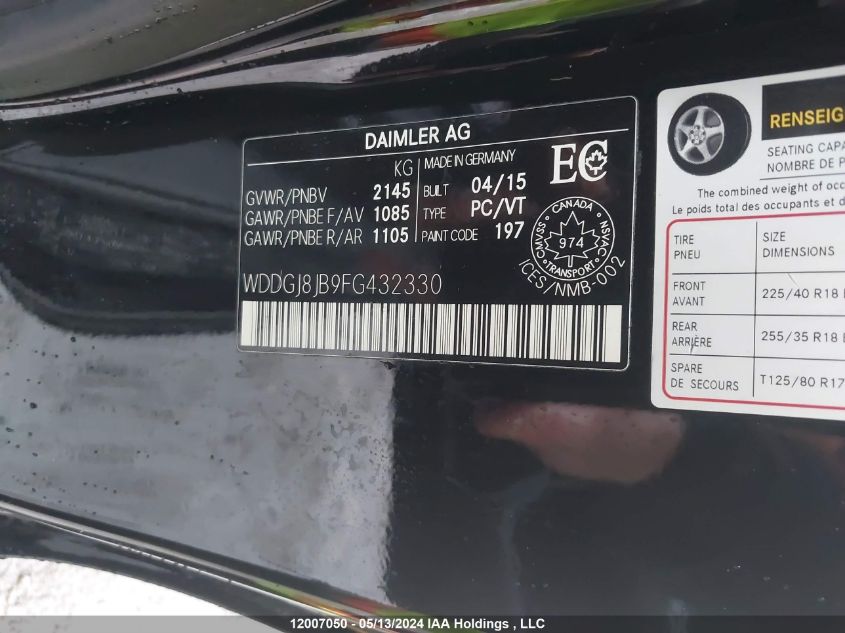 DAIMLER AG
KG
MADE IN GERMANY
GVWR/PNBV 2145 BUILT 04/15
GAWR/PNBE F/AV 1085 TYPE PC/VT
GAWR/PNBE R/AR 1105 PAINT CODE 197
EC
CANADA
CMVSS 974 NSVAC
TRANSPORT
ICES/NMB-002
WDDGJ8JB9FG432330
RENSEIG
SEATING CAPA
NOMBRE DE P
The combined weight of occ
Le poids total des occupants et d
TIRE SIZE
PNEU DIMENSIONS
FRONT
AVANT 225/40 R18
REAR
ARRIÈRE 255/35 R18
SPARE
DE SECOURS T125/80 R17
12007050 - 05/13/2024 IAA Holdings , LLC